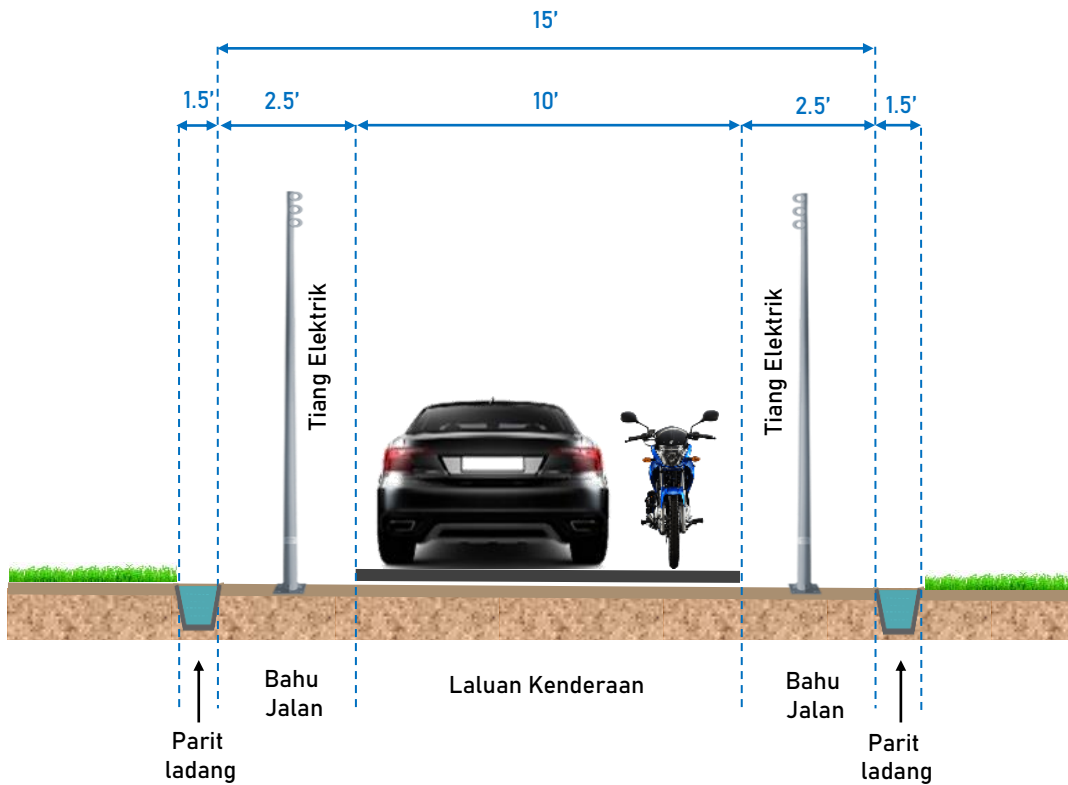 15’
1.5’
2.5’
10’
2.5’
1.5’
Tiang Elektrik
Tiang Elektrik
Bahu
Jalan
Laluan Kenderaan
Bahu
Jalan
Parit
ladang
Parit
ladang